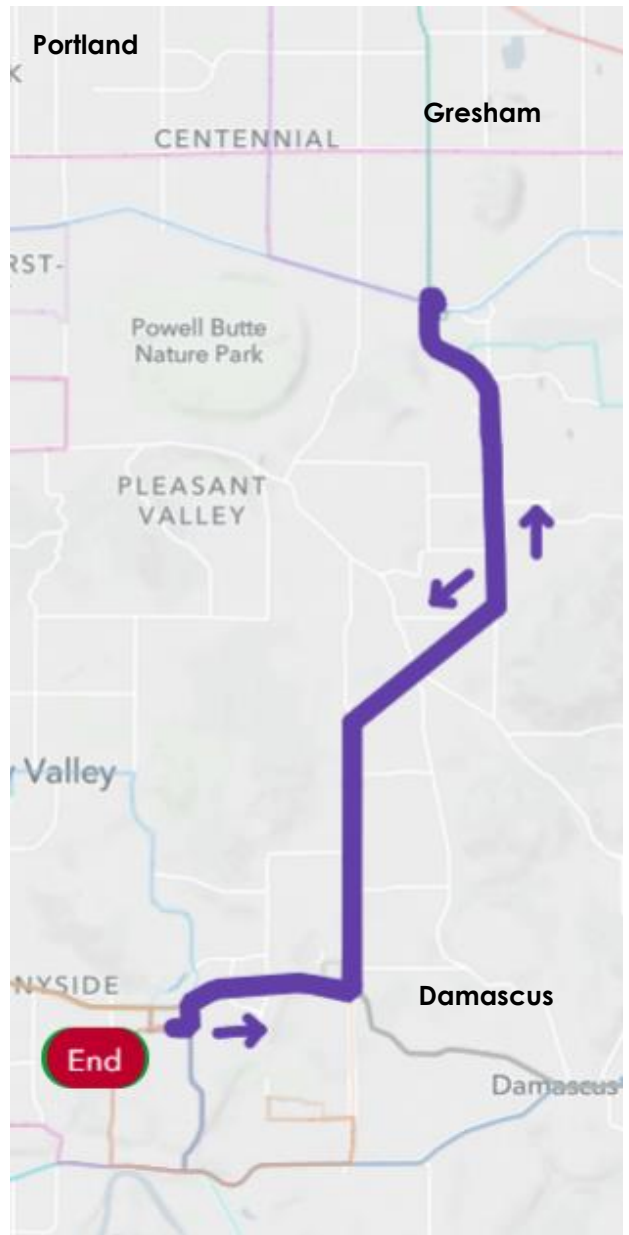 Portland
K
Gresham
CENTENNIAL
RST-
Powell Butte
Nature Park
PLEASANT
VALLEY
Valley
NYSIDE
Damascus
End
Damascus